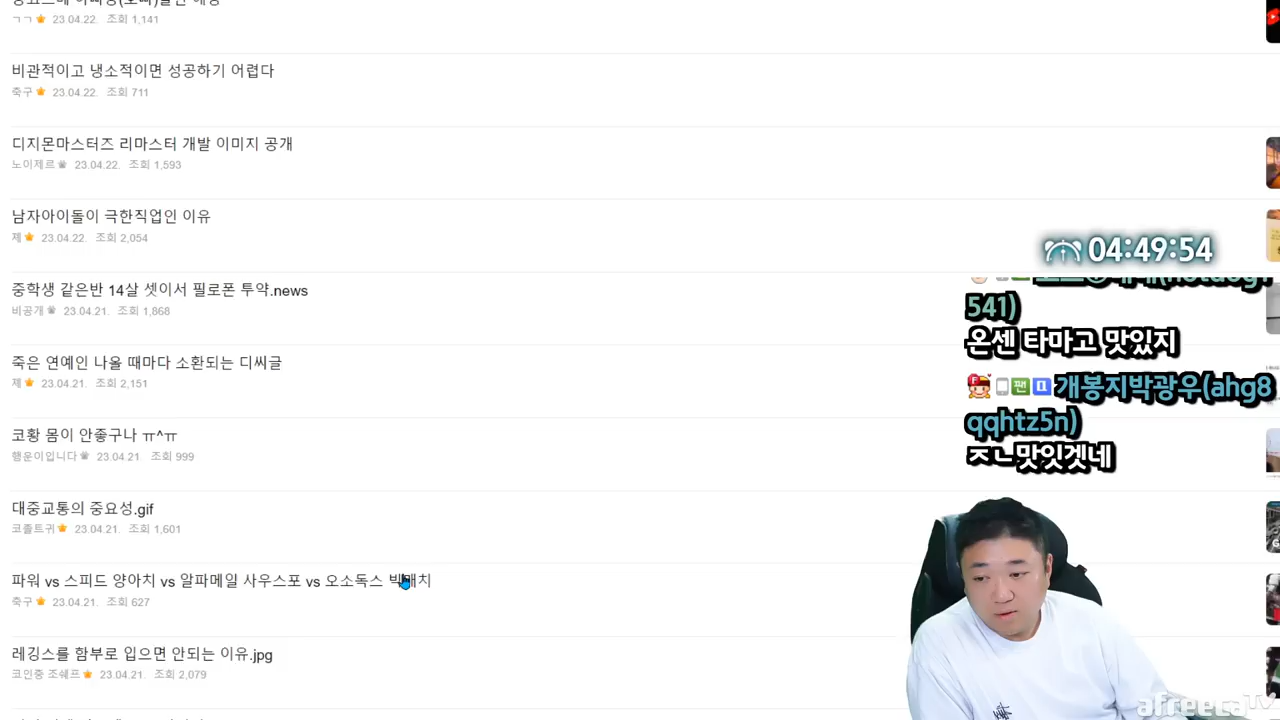 ㄱㄱ 23.04.22. 조회 1,141
비관적이고 냉소적이면 성공하기 어렵다
축구 23.04.22. 조회 711
디지몬마스터즈 리마스터 개발 이미지 공개
노이제르 23.04.22. 조회 1,593
남자아이돌이 극한직업인 이유
제 23.04.22. 조회 2,054
중학생 같은반 14살 셋이서 필로폰 투약.news
비공개 23.04.21. 조회 1,868
죽은 연예인 나올 때마다 소환되는 디씨글
제 23.04.21. 조회 2,151
코황 몸이 안좋구나 ㅠ^ㅠ
행운이입니다 23.04.21. 조회 999
대중교통의 중요성.gif
코졸트귀 23.04.21. 조회 1,601
파워 vs 스피드 양아치 vs 알파메일 사우스포 vs 오소독스 빅매치
축구 23.04.21. 조회 627
레깅스를 함부로 입으면 안되는 이유.jpg
코인중 조쉐프 23.04.21. 조회 2,079
04:49:54
541)
온센 타마고 맛있지
팬 개봉지박광우(ahg8
qqhtz5n)
ㅈㄴ맛잇겟네
afreecaTV